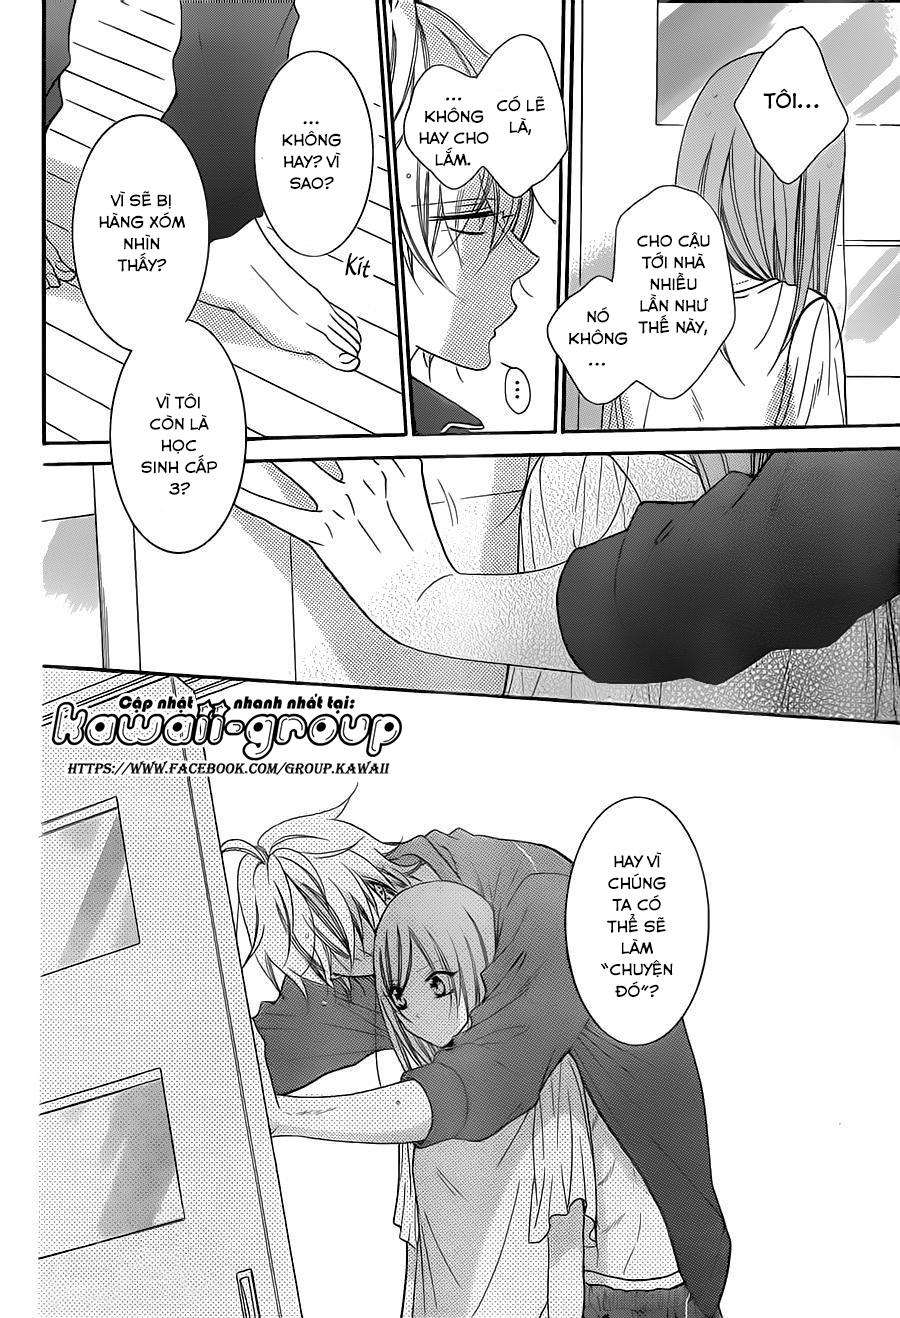 TÔI...
CHO CẬU
TỚI NHÀ
NHIỀU
LẦN NHƯ
THẾ NÀY,
NÓ
KHÔNG
...
CÓ LẼ
LÀ,
...
KHÔNG
HAY CHO
LẮM.
...
...
KHÔNG
HAY? VÌ
SAO?
KÍT
VÌ SẼ BỊ
HÀNG XÓM
NHÌN
THẤY?
VÌ TÔI
CÒN LÀ
HỌC
SINH CẤP
3?
Cập nhật nhanh nhất tại:
kawaii-group
HTTPS://WWW.FACEBOOK.COM/GROUP.KAWAII
HAY VÌ
CHÚNG
TA CÓ
THỂ SẼ
LÀM
"CHUYỆN
ĐÓ"?